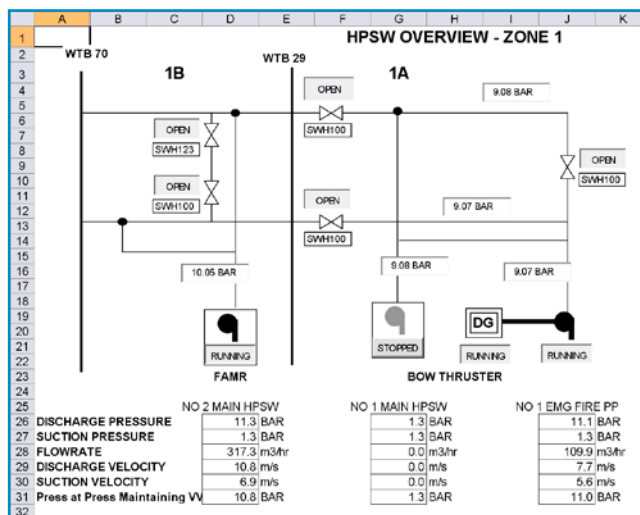 A B C D E F G H I J K
1 HPSW OVERVIEW - ZONE 1
2 WTB 70 WTB 29
3 1B 1A
4 OPEN 9.08 BAR
5
6 OPEN
7 SWH100
8 SWH123 OPEN
9 SWH100
10 OPEN OPEN
11 SWH100
12 9.07 BAR
13
14 SWH100
15
16 10.05 BAR 9.08 BAR 9.07 BAR
17
18
19 DG
20
21 STOPPED
22 RUNNING RUNNING RUNNING
23 FAMR BOW THRUSTER
24
25 NO 2 MAIN HPSW NO 1 MAIN HPSW NO 1 EMG FIRE PP
26 DISCHARGE PRESSURE 11.3 BAR 1.3 BAR 11.1 BAR
27 SUCTION PRESSURE 1.3 BAR 1.3 BAR 1.3 BAR
28 FLOWRATE 317.3 m3/hr 0.0 m3/hr 109.9 m3/hr
29 DISCHARGE VELOCITY 10.8 m/s 0.0 m/s 7.7 m/s
30 SUCTION VELOCITY 6.9 m/s 0.0 m/s 5.6 m/s
31 Press at Press Maintaining VV 10.8 BAR 1.3 BAR 11.0 BAR
32